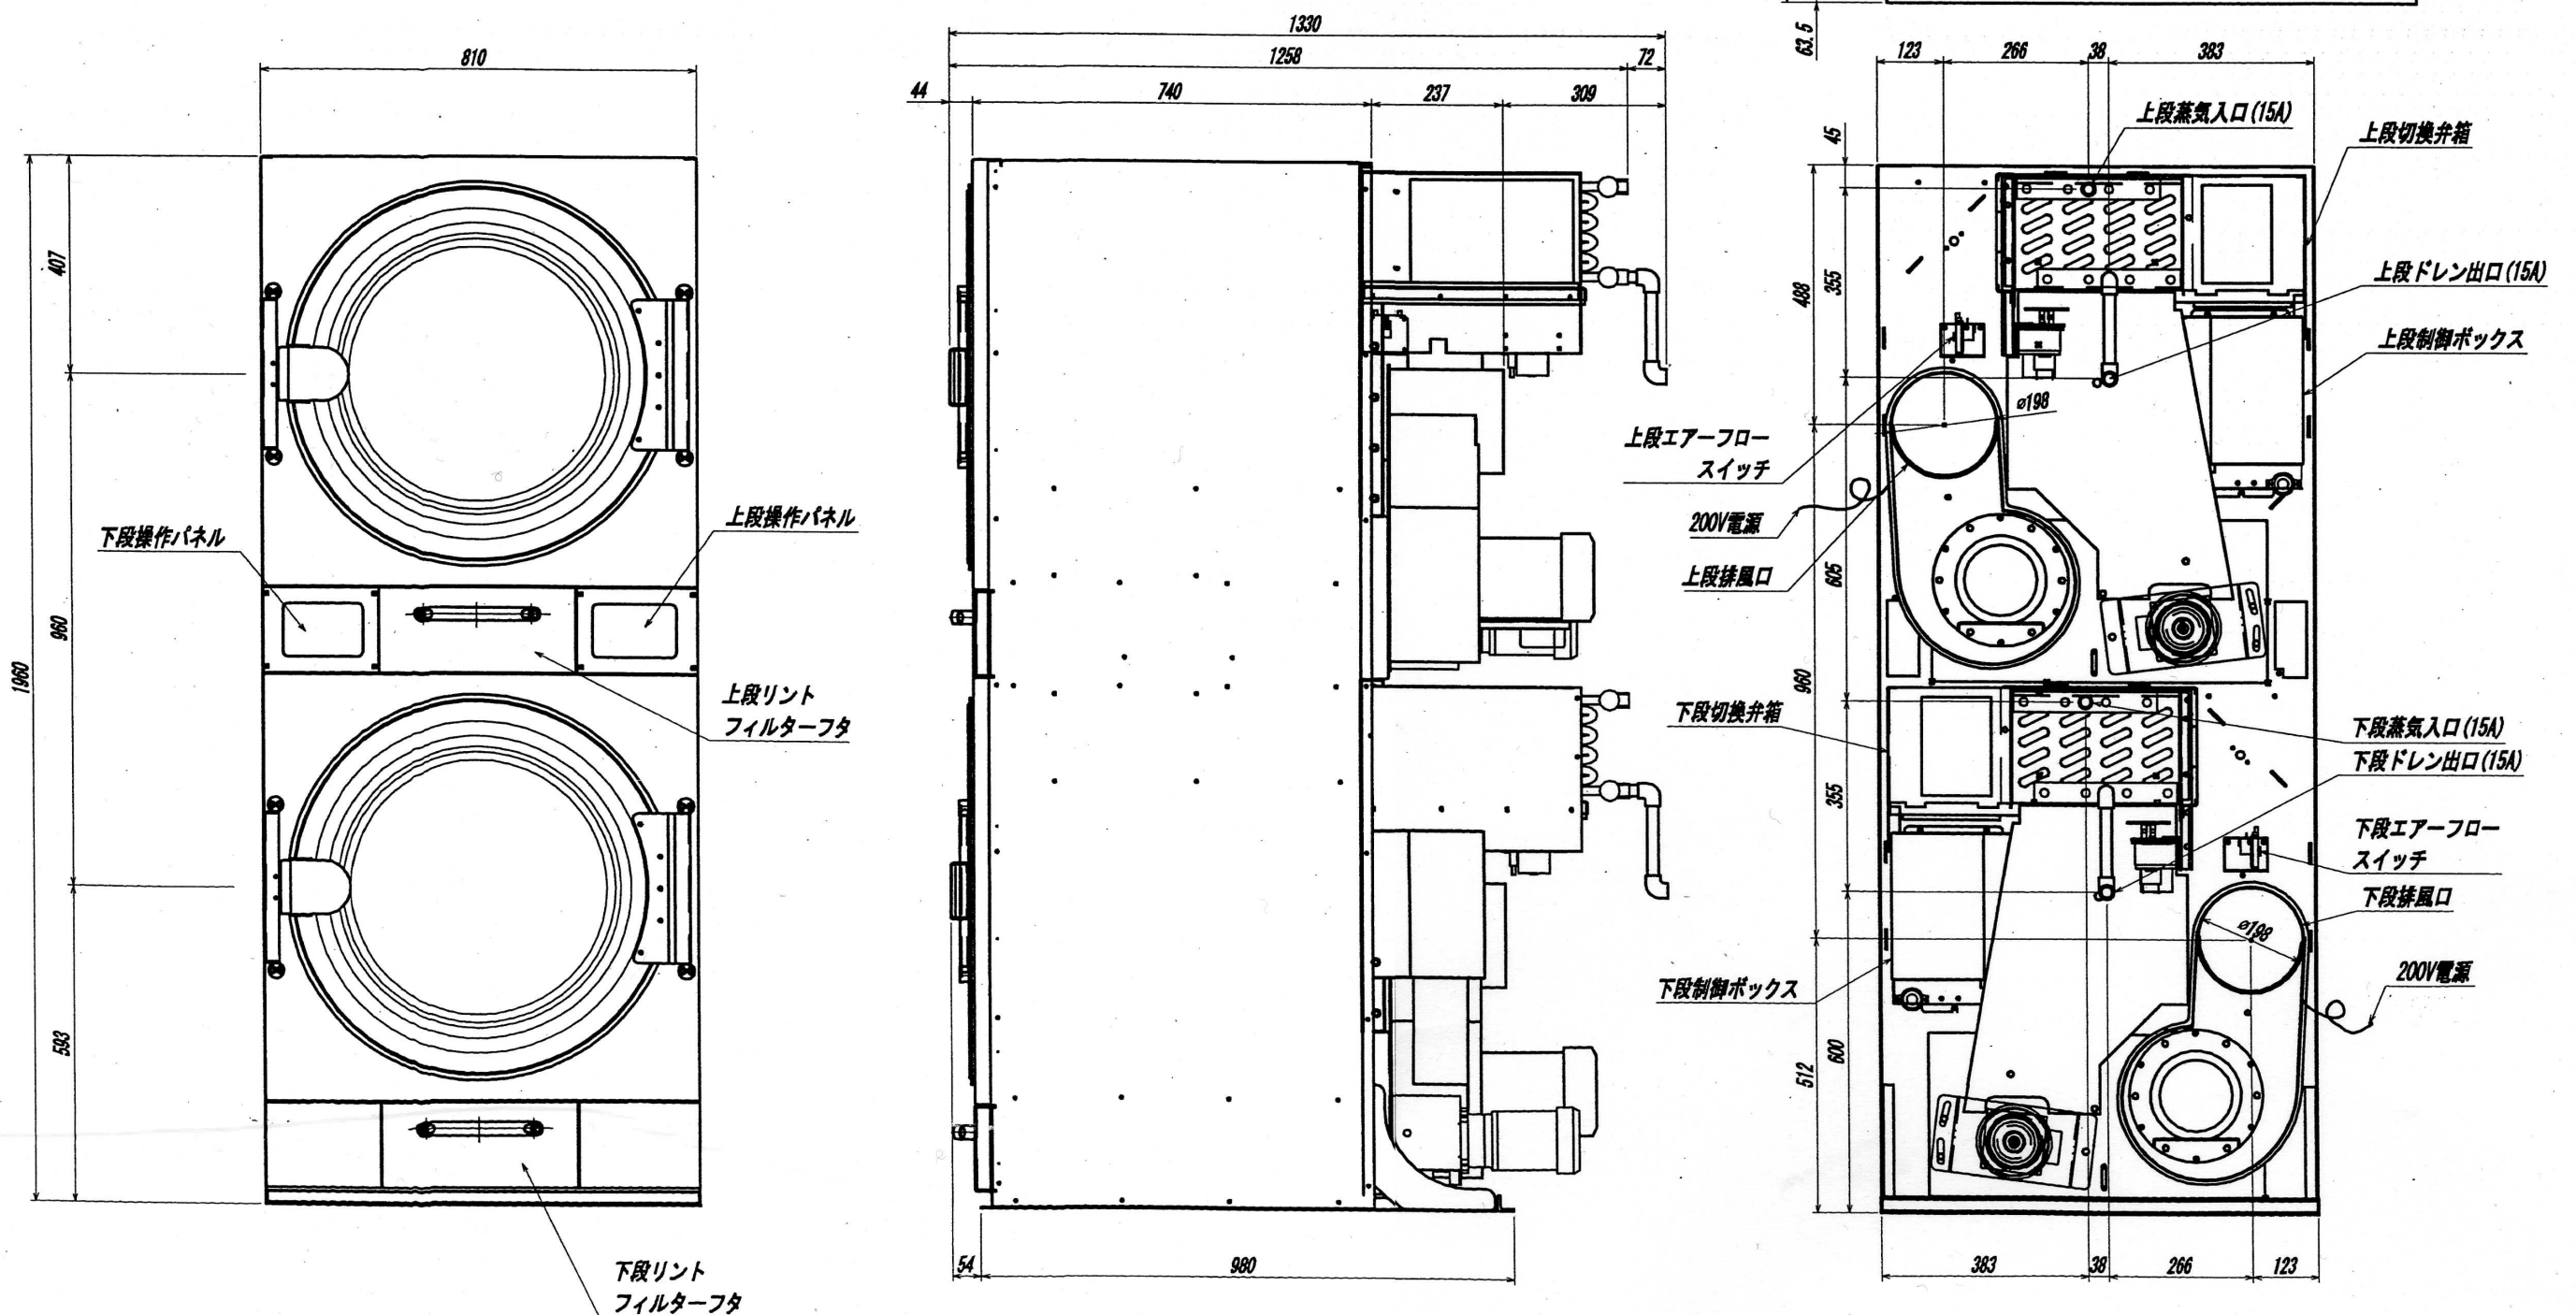 810
1960
407
960
593
下段操作パネル
上段操作パネル
上段リント
フィルターフタ
下段リント
フィルターフタ
1330
1258
72
44
740
237
309
54
980
63.5
123
266
38
383
45
488
355
605
960
355
600
512
上段蒸気入口(15A)
上段切換弁箱
上段ドレン出口(15A)
上段制御ボックス
ø198
上段エアーフロー
スイッチ
200V電源
上段排風口
下段切換弁箱
下段蒸気入口(15A)
下段ドレン出口(15A)
下段エアーフロー
スイッチ
下段排風口
ø198
200V電源
下段制御ボックス
383
38
266
123